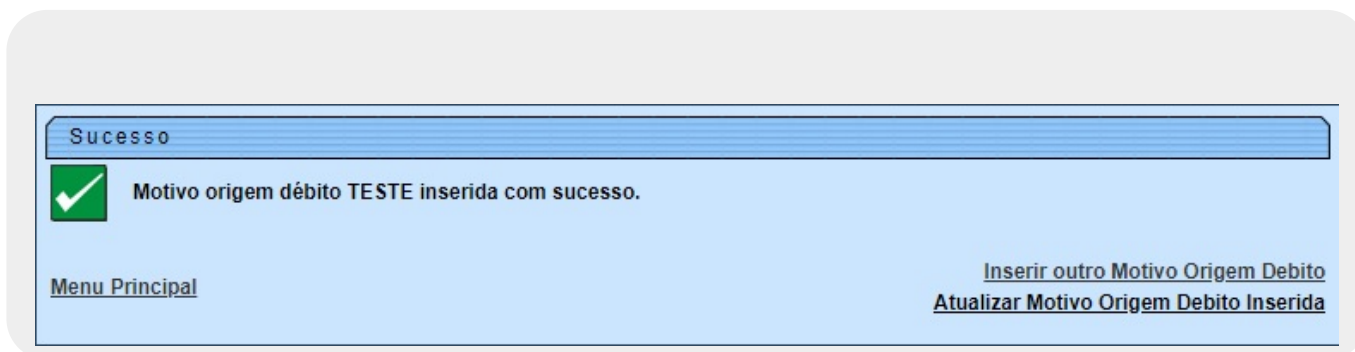 Sucesso
Motivo origem débito TESTE inserida com sucesso.
Inserir outro Motivo Origem Debito
Menu Principal
Atualizar Motivo Origem Debito Inserida